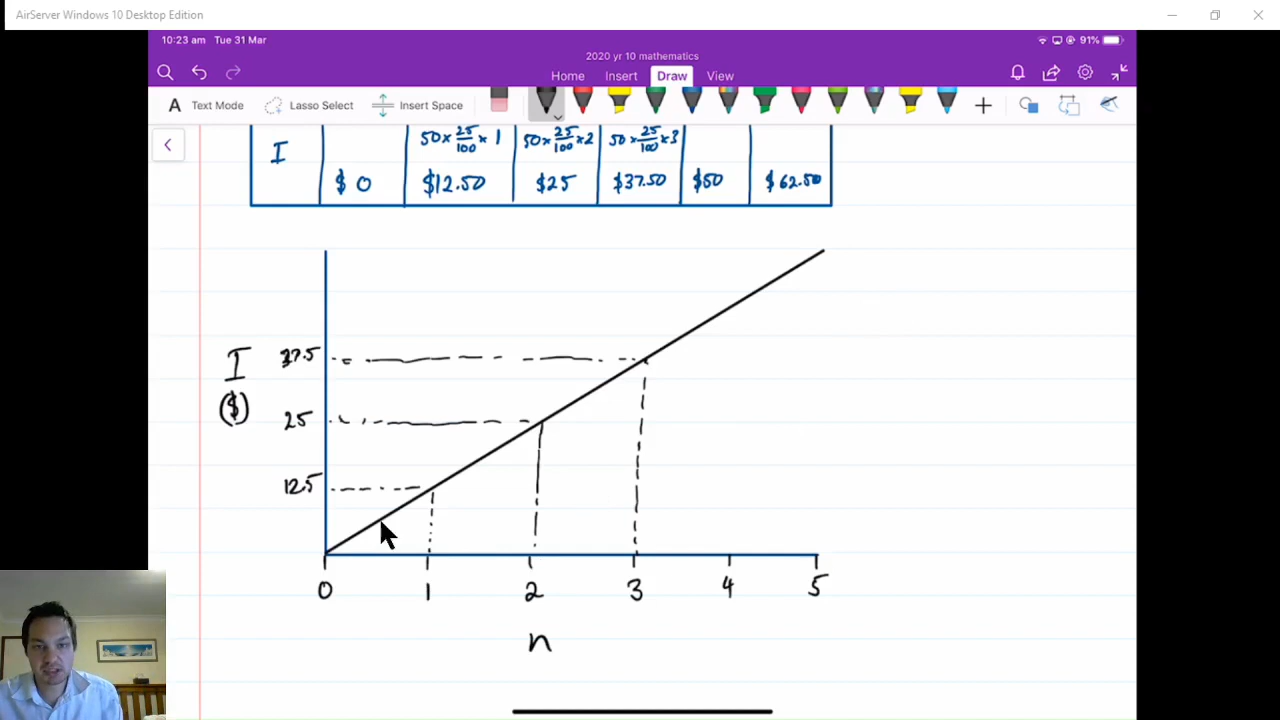 AirServer Windows 10 Desktop Edition
10:23 am Tue 31 Mar
91%
2020 yr 10 mathematics
Home Insert Draw View
A Text Mode Lasso Select Insert Space
I
50 × 25/100 × 1 50 × 25/100 × 2 50 × 25/100 × 3
$ 0 $12.50 $25 $37.50 $50 $62.50
I
($)
37.5
25
12.5
0 1 2 3 4 5
n